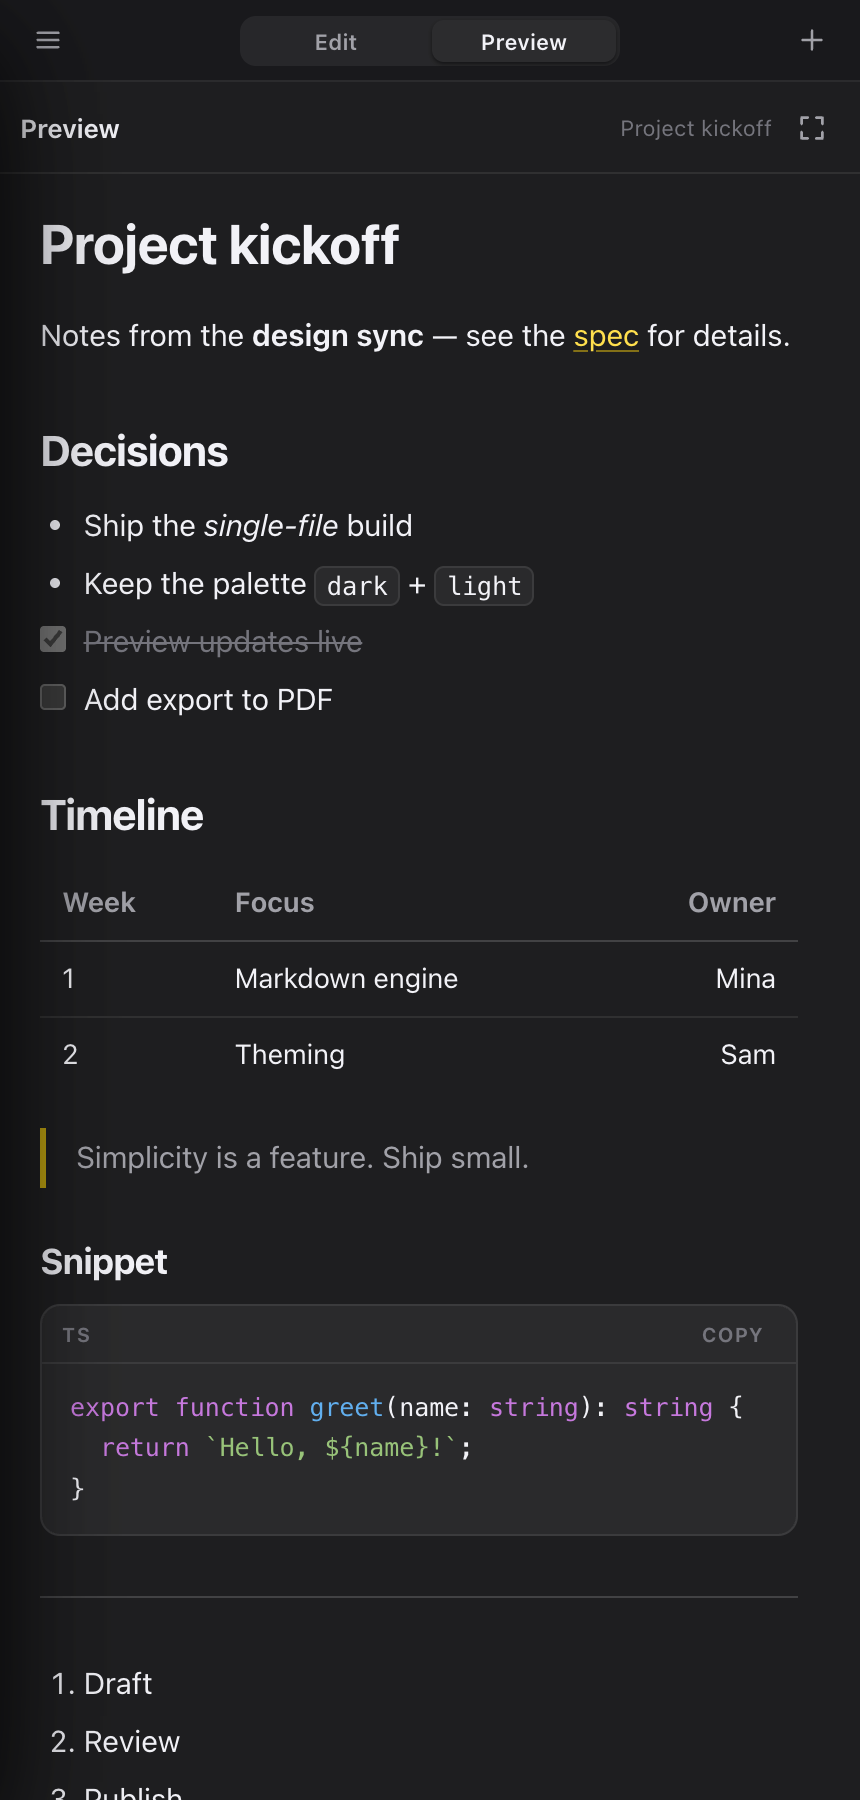 Edit Preview
Preview Project kickoff
Project kickoff
Notes from the design sync — see the spec for details.
Decisions
• Ship the single-file build
• Keep the palette dark + light
Preview updates live
Add export to PDF
Timeline
Week Focus Owner
1 Markdown engine Mina
2 Theming Sam
Simplicity is a feature. Ship small.
Snippet
TS COPY
export function greet(name: string): string {
  return `Hello, ${name}!`;
}
1. Draft
2. Review
3. Publish